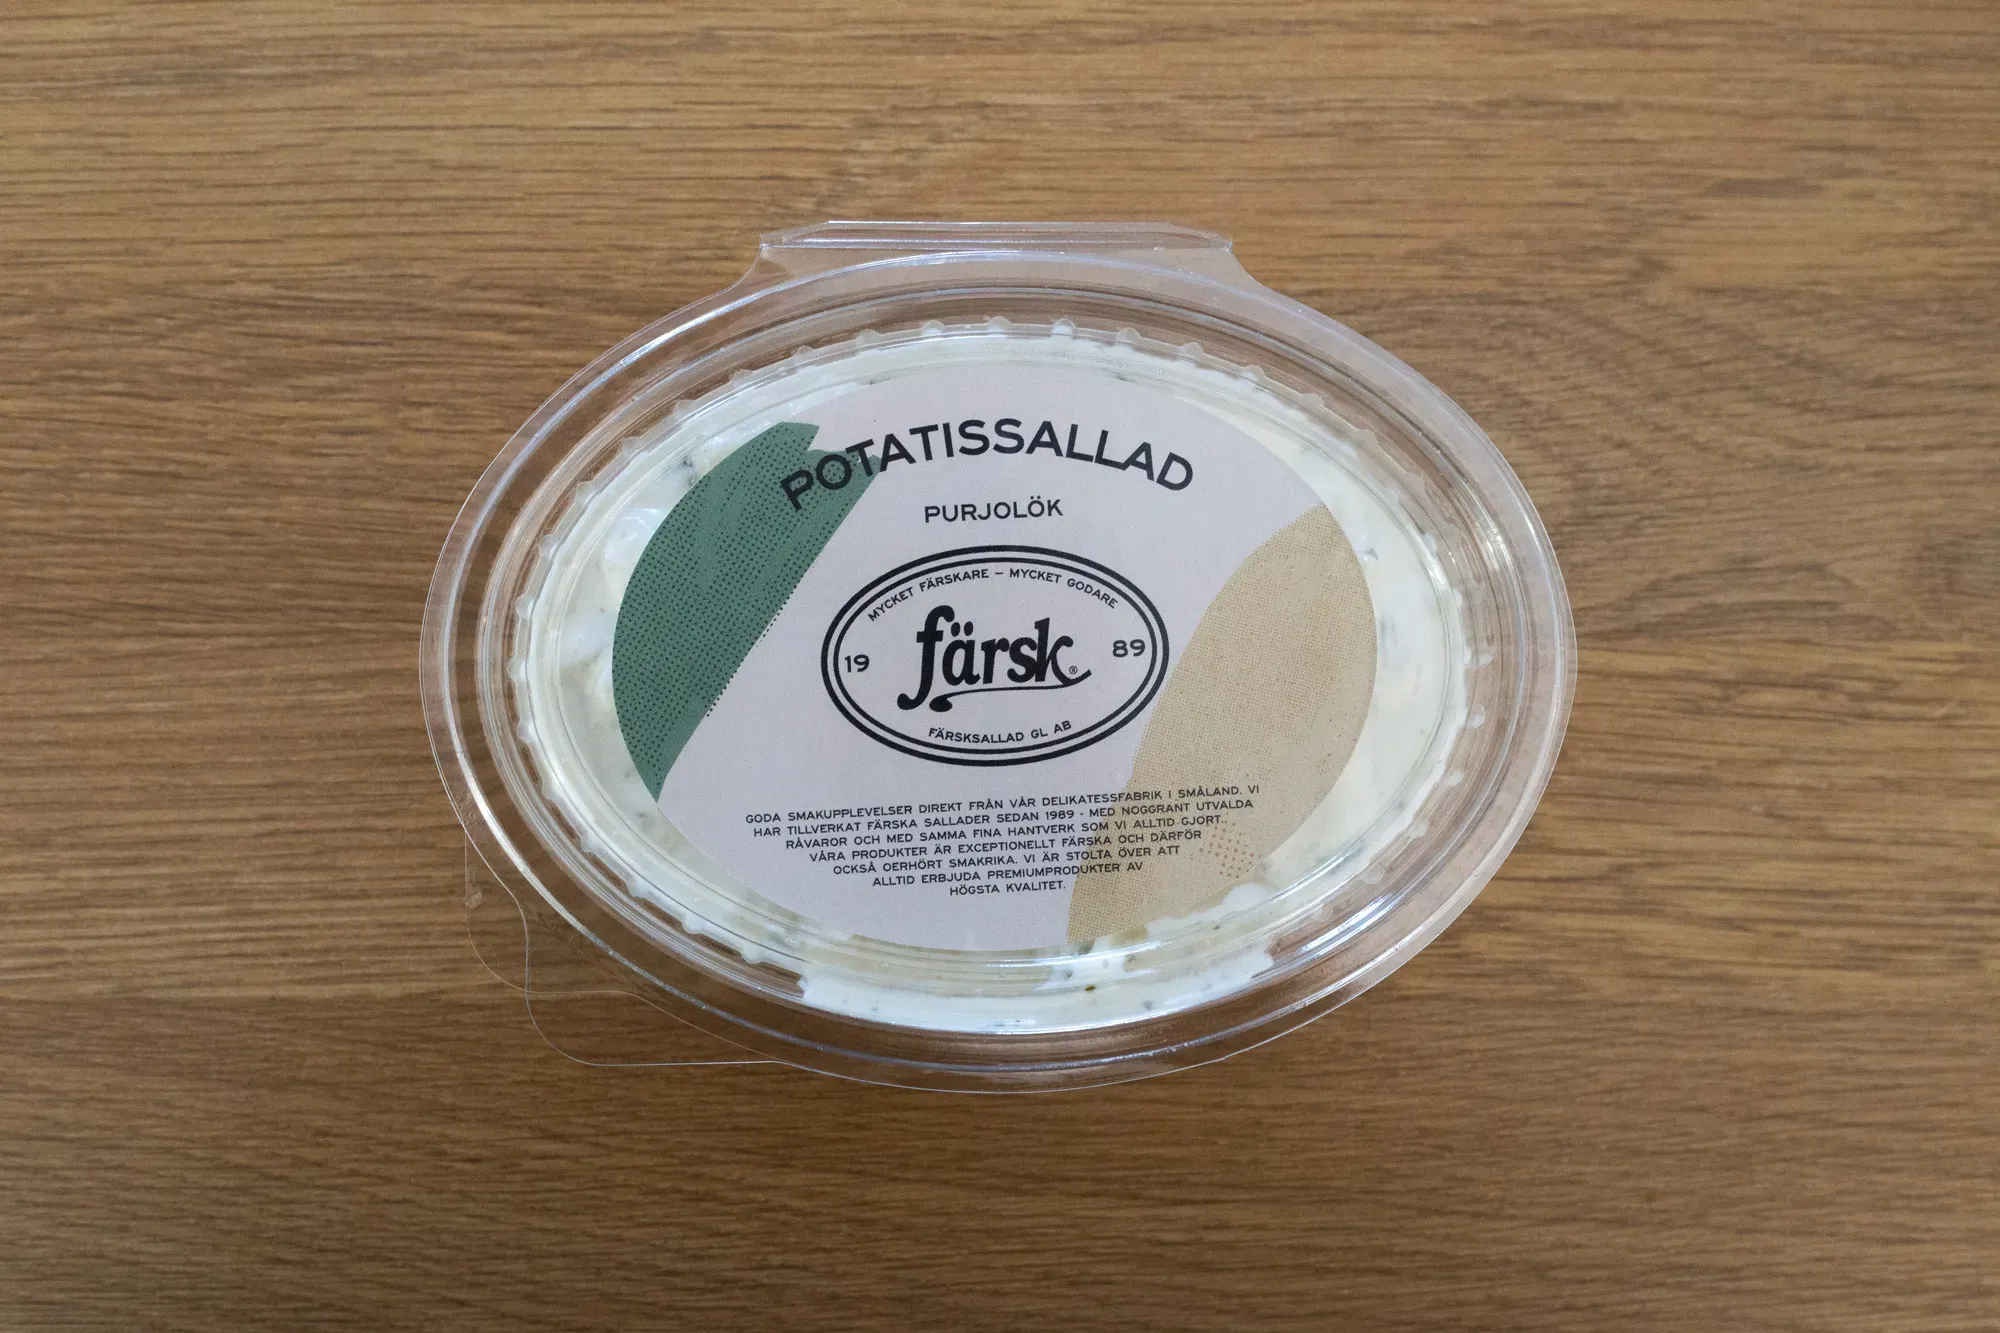 POTATISSALLAD
PURJOLÖK
MYCKET FÄRSKARE – MYCKET GODARE
19 färsk® 89
FÄRSKSALLAD GL AB
GODA SMAKUPPLEVELSER DIREKT FRÅN VÅR DELIKATESSFABRIK I SMÅLAND. VI
HAR TILLVERKAT FÄRSKA SALLADER SEDAN 1989 - MED NOGGRANT UTVALDA
RÅVAROR OCH MED SAMMA FINA HANTVERK SOM VI ALLTID GJORT.
VÅRA PRODUKTER ÄR EXCEPTIONELLT FÄRSKA OCH DÄRFÖR
OCKSÅ OERHÖRT SMAKRIKA. VI ÄR STOLTA ÖVER ATT
ALLTID ERBJUDA PREMIUMPRODUKTER AV
HÖGSTA KVALITET.